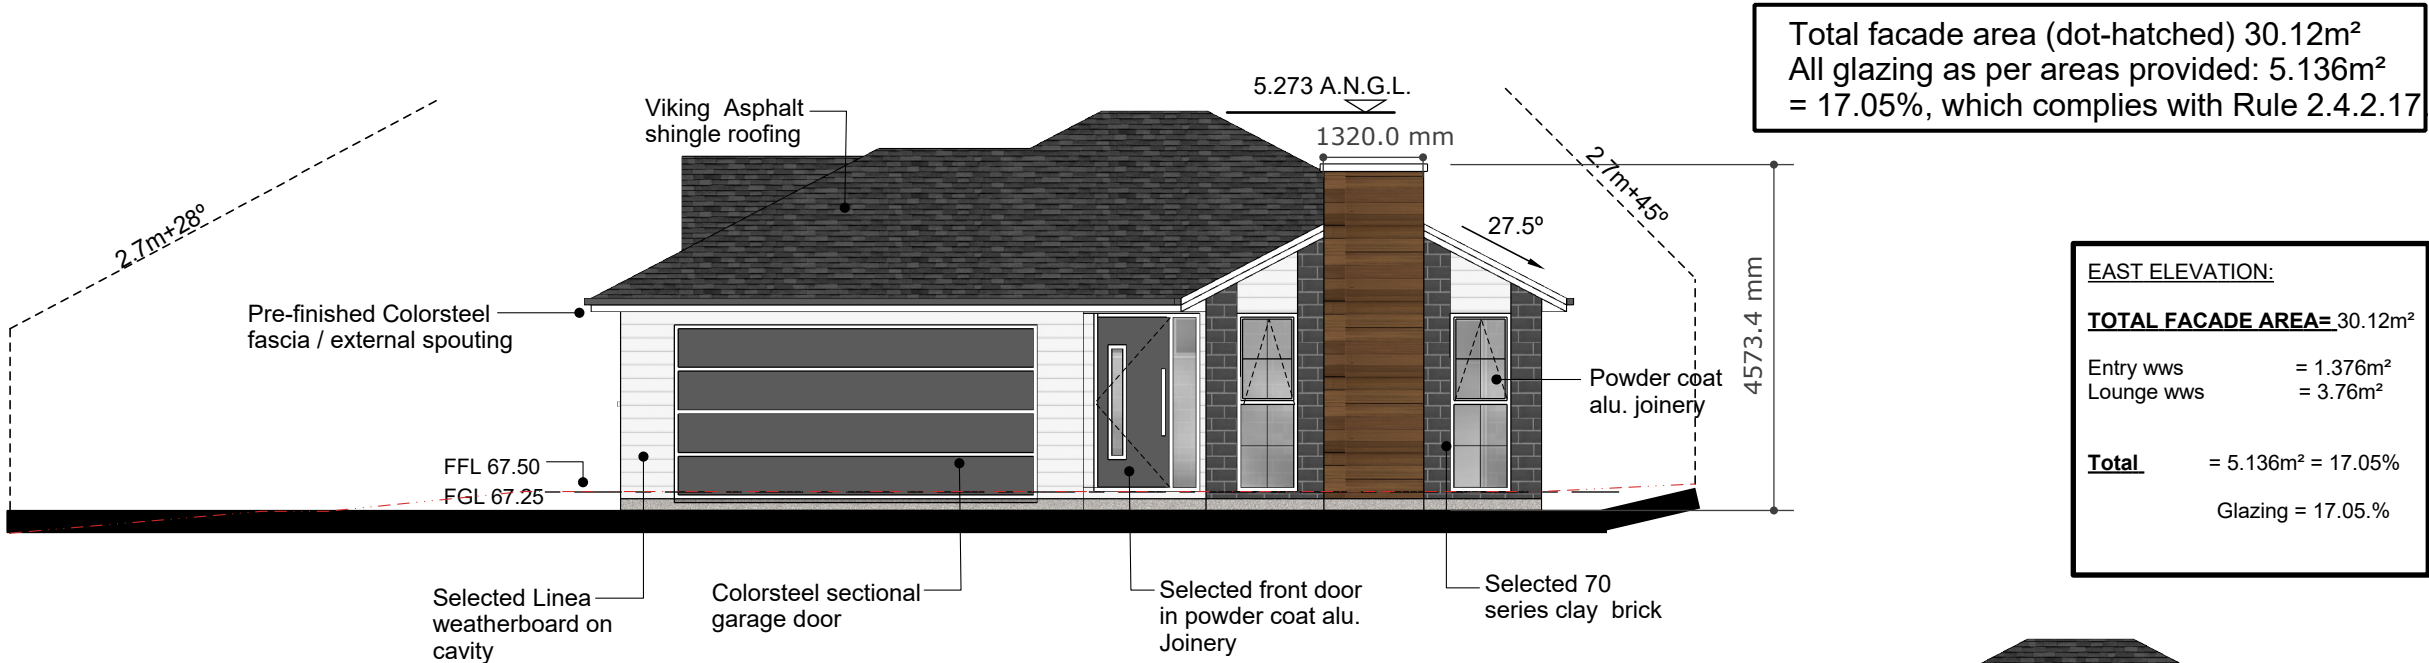 Total facade area (dot-hatched) 30.12m²
All glazing as per areas provided: 5.136m²
= 17.05%, which complies with Rule 2.4.2.17
5.273 A.N.G.L.
1320.0 mm
Viking Asphalt
shingle roofing
2.7m+28º
2.7m+45º
27.5º
4573.4 mm
EAST ELEVATION:
TOTAL FACADE AREA= 30.12m²
Entry wws = 1.376m²
Lounge wws = 3.76m²
Total = 5.136m² = 17.05%
Glazing = 17.05.%
Pre-finished Colorsteel
fascia / external spouting
Powder coat
alu. joinery
FFL 67.50
FGL 67.25
Selected Linea
weatherboard on
cavity
Colorsteel sectional
garage door
Selected front door
in powder coat alu.
Joinery
Selected 70
series clay brick